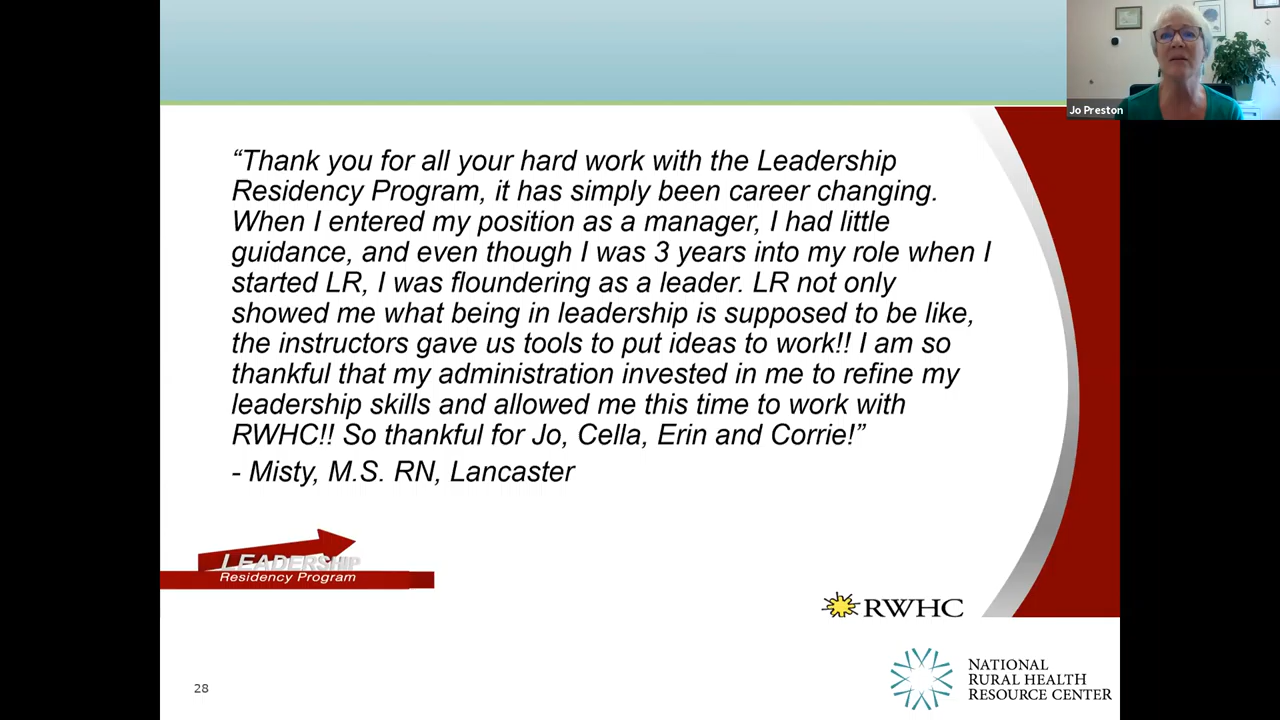 Jo Preston
“Thank you for all your hard work with the Leadership
Residency Program, it has simply been career changing.
When I entered my position as a manager, I had little
guidance, and even though I was 3 years into my role when I
started LR, I was floundering as a leader. LR not only
showed me what being in leadership is supposed to be like,
the instructors gave us tools to put ideas to work!! I am so
thankful that my administration invested in me to refine my
leadership skills and allowed me this time to work with
RWHC!! So thankful for Jo, Cella, Erin and Corrie!”
- Misty, M.S. RN, Lancaster
LEADERSHIP
Residency Program
RWHC
NATIONAL
RURAL HEALTH
RESOURCE CENTER
28